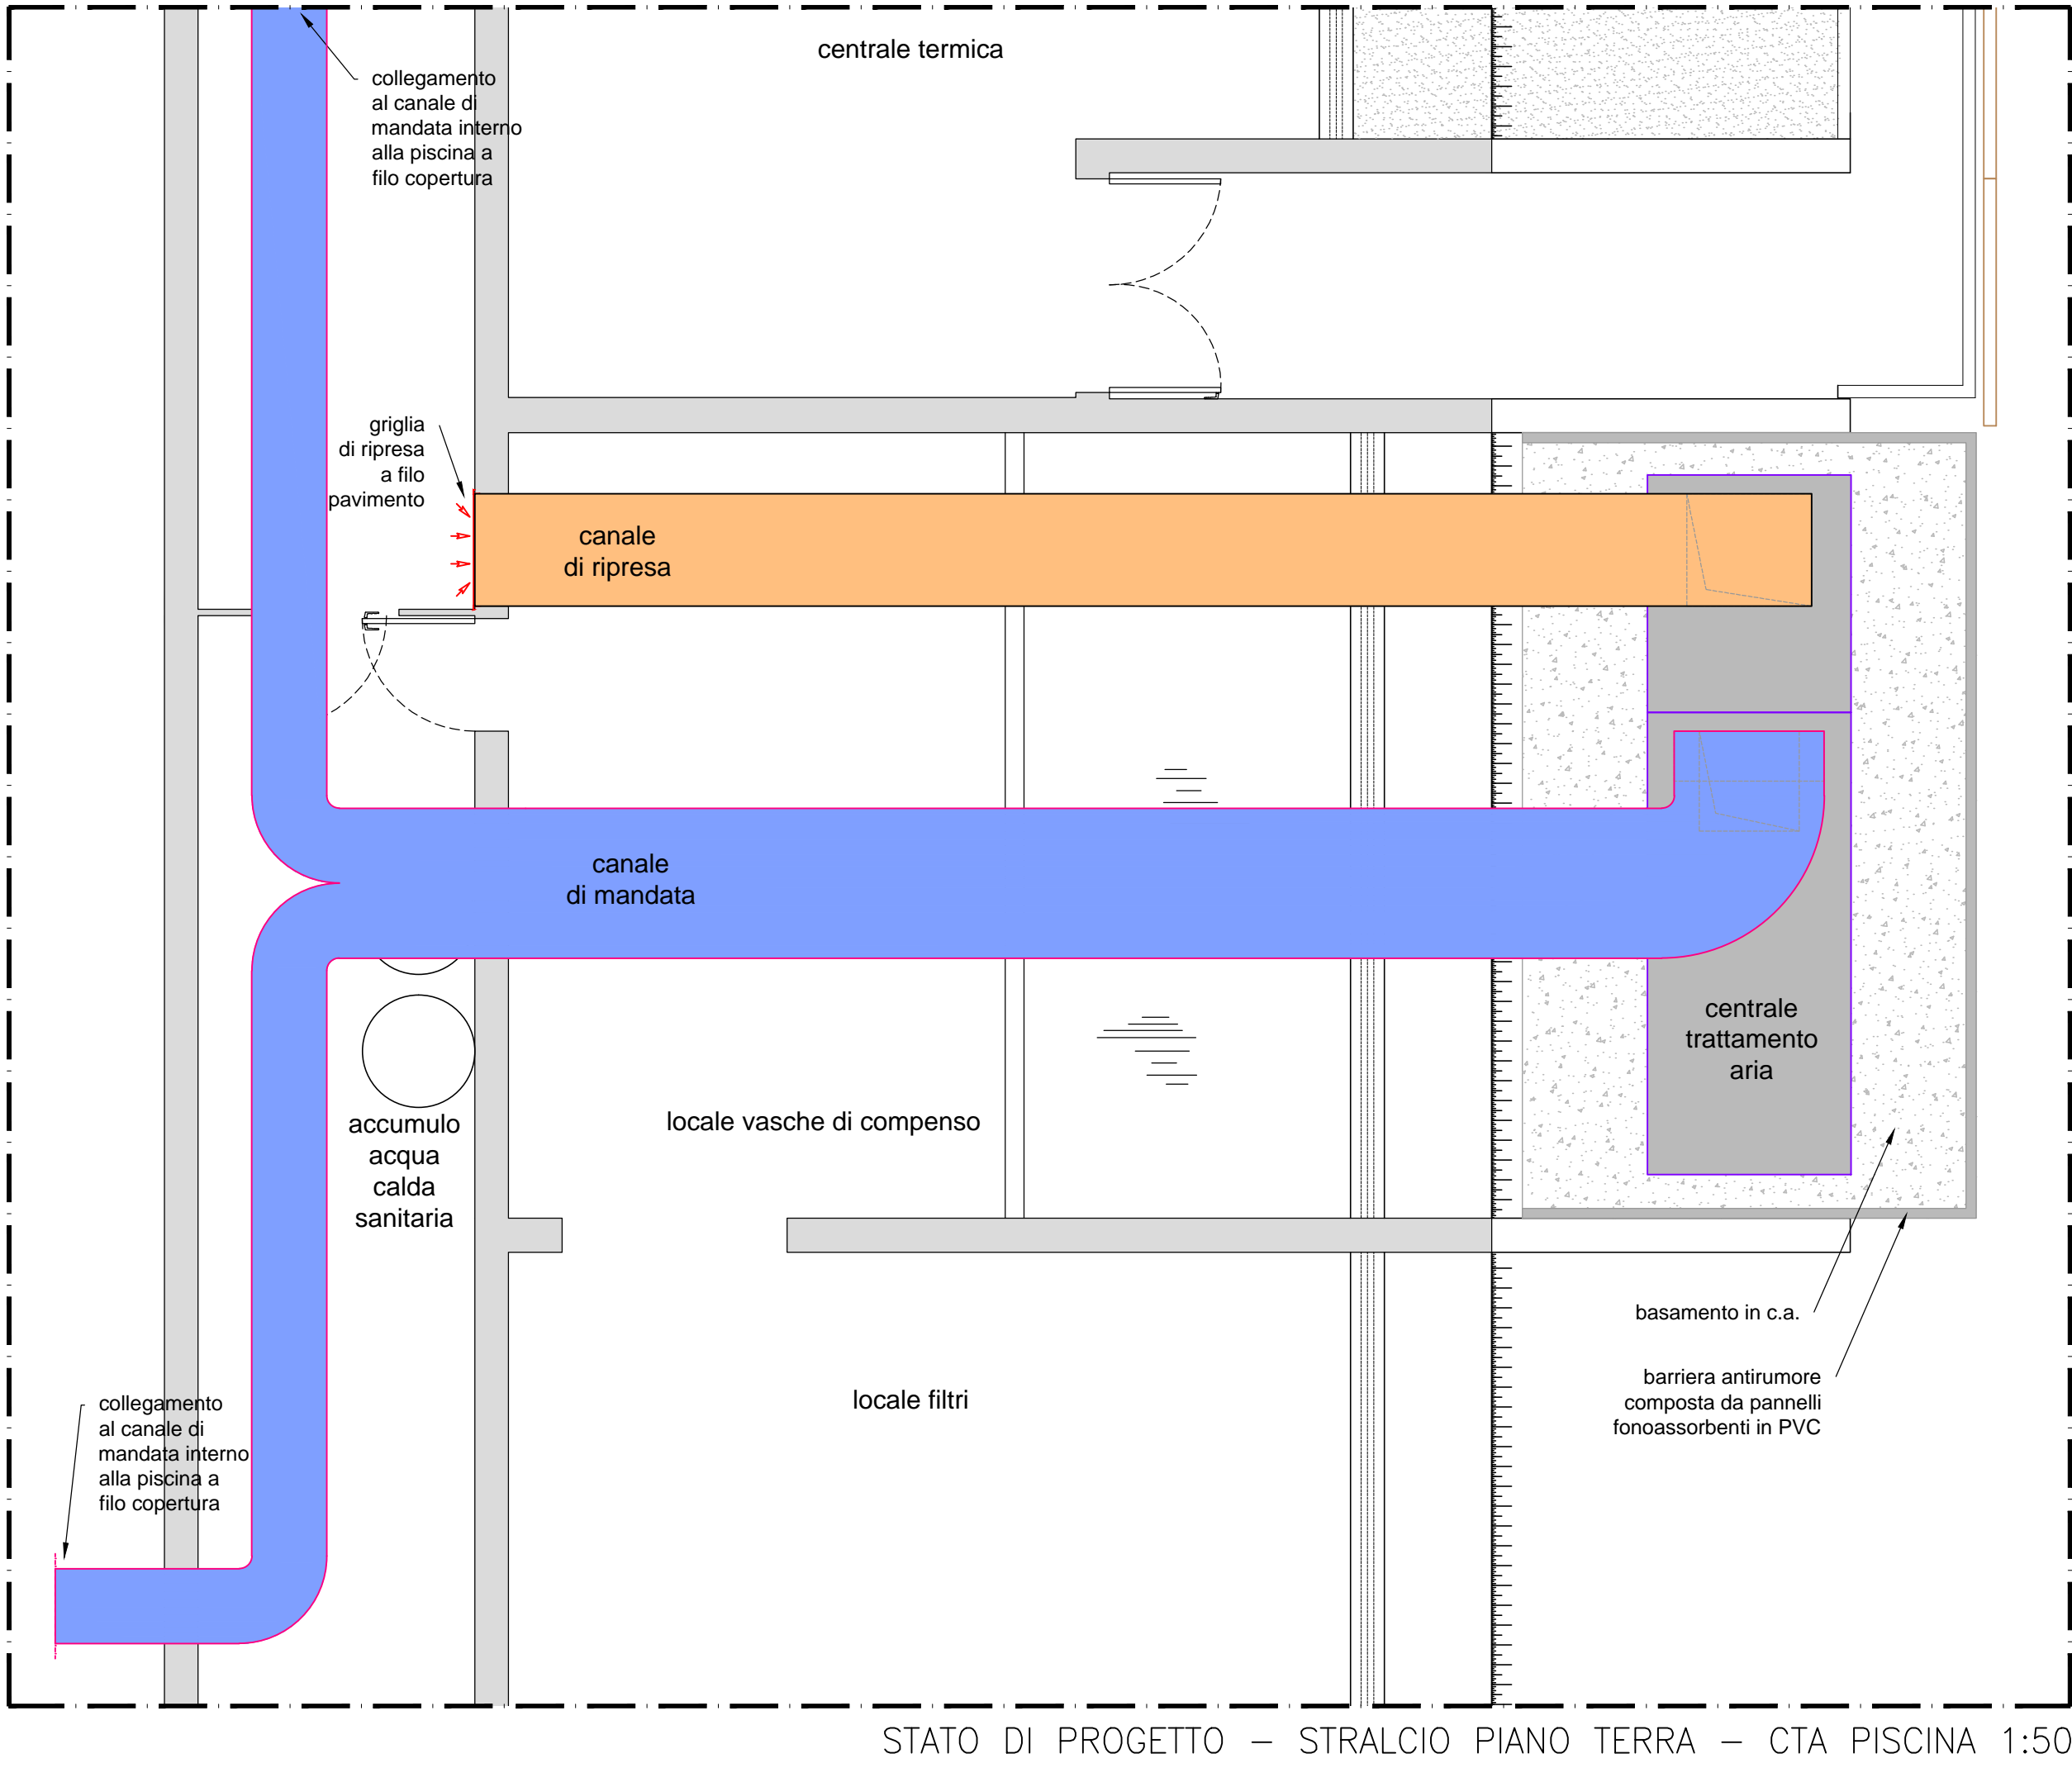 centrale termica
collegamento
al canale di
mandata interno
alla piscina a
filo copertura
griglia
di ripresa
a filo
pavimento
canale
di ripresa
canale
di mandata
centrale
trattamento
aria
accumulo
acqua
calda
sanitaria
locale vasche di compenso
basamento in c.a.
barriera antirumore
composta da pannelli
fonoassorbenti in PVC
locale filtri
collegamento
al canale di
mandata interno
alla piscina a
filo copertura
STATO DI PROGETTO – STRALCIO PIANO TERRA – CTA PISCINA 1:50